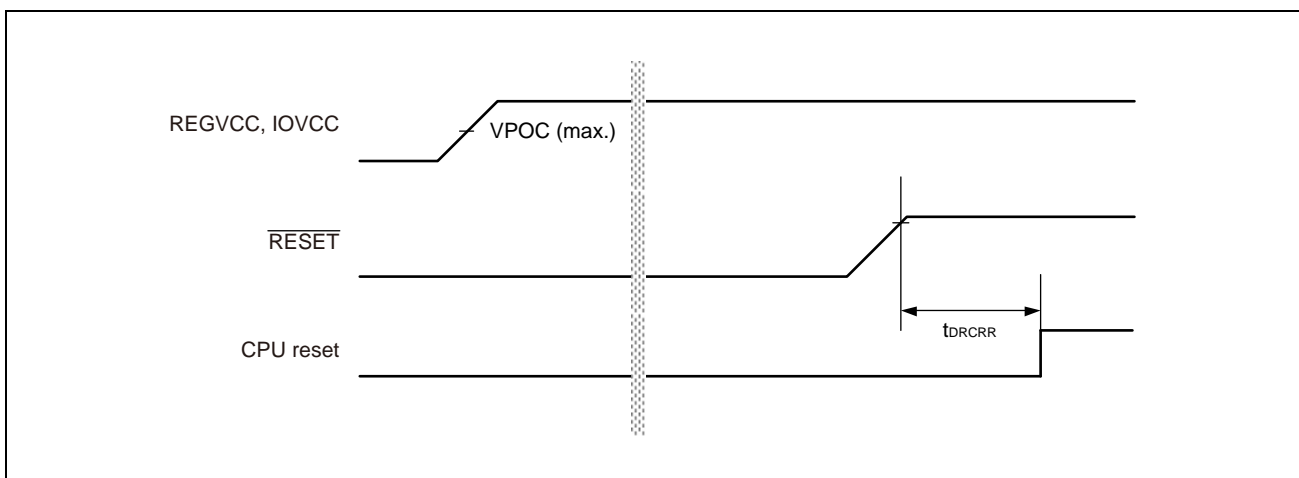 REGVCC, IOVCC
VPOC (max.)
RESET
tDRCRR
CPU reset